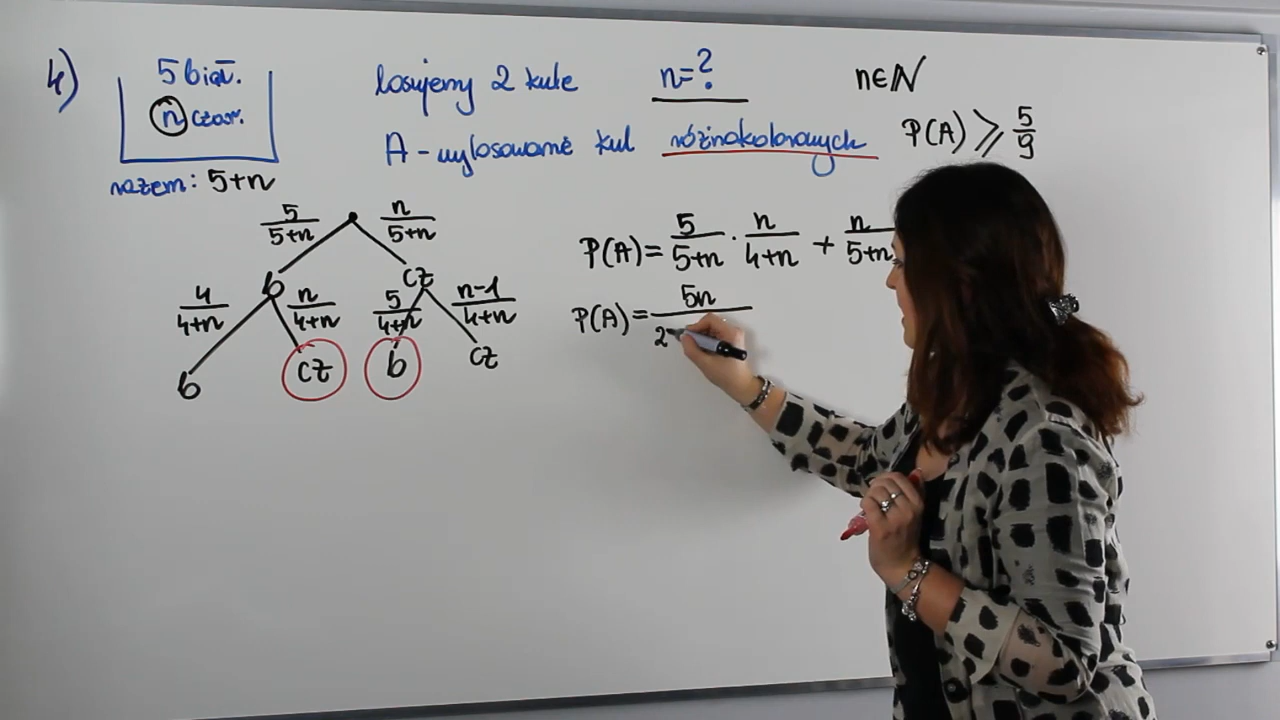 4)
5 biał.
n czar.
razem: 5+n
losujemy 2 kule n=? n∈N
A - wylosowanie kul różnokolorowych P(A) ⩾ 5/9
5/5+n n/5+n
b cz
4/4+n n/4+n 5/4+n n-1/4+n
b cz b cz
P(A)= 5/5+n · n/4+n + n/5+n
P(A)= 5n/2